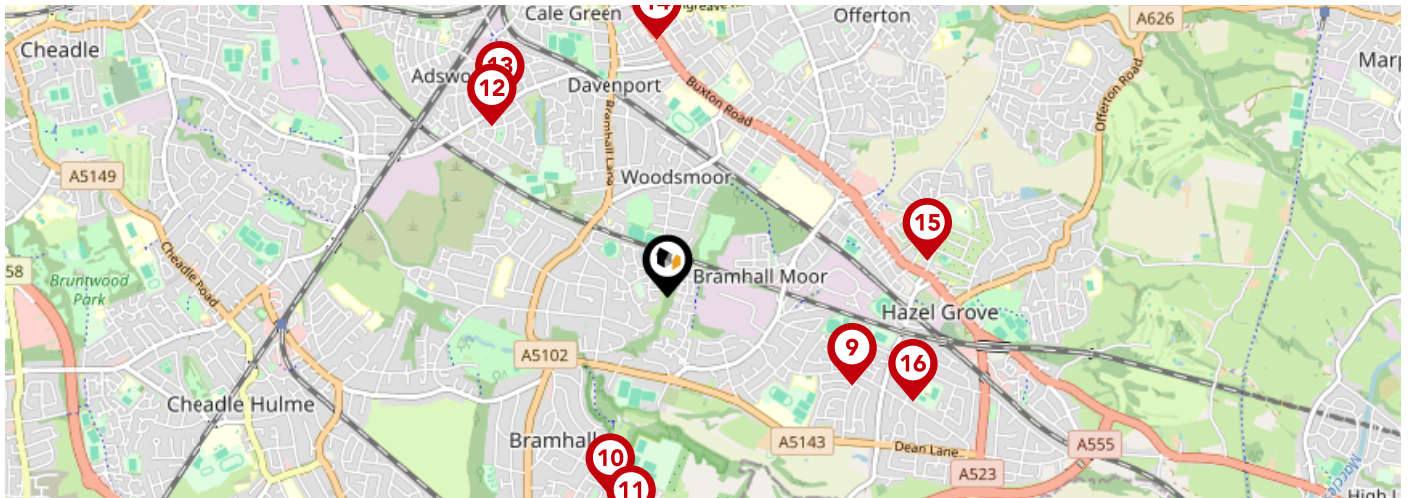 Cale Green
14
Offerton
A626
Cheadle
Adswo
13
12
Davenport
Buxton Road
Offerton Road
Bramhall Lane
A5149
Woodsmoor
15
Cheadle Road
58
Bruntwood
Park
Bramhall Moor
Hazel Grove
A5102
9
16
Cheadle Hulme
Bramhall
10
11
A5143
Dean Lane
A555
A523